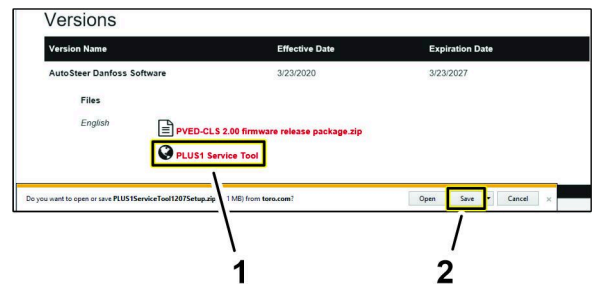 Versions
Version Name Effective Date Expiration Date
AutoSteer Danfoss Software 3/23/2020 3/23/2027
Files
English
PVED-CLS 2.00 firmware release package.zip
PLUS1 Service Tool
Do you want to open or save PLUS1ServiceTool1207Setup.zip 1 MB) from toro.com? Open Save Cancel ×
1 2